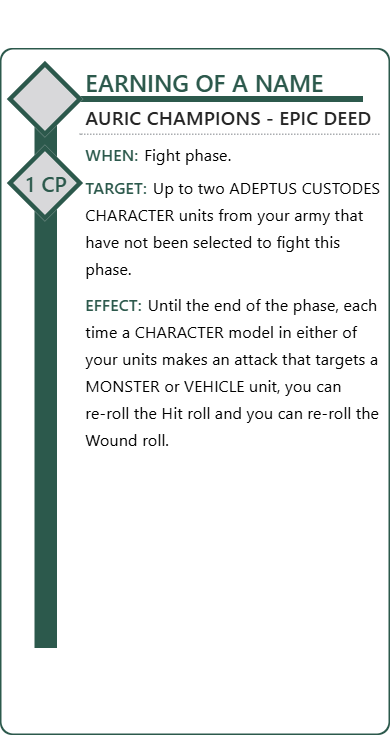 EARNING OF A NAME
AURIC CHAMPIONS - EPIC DEED
WHEN: Fight phase.
1 CP
TARGET: Up to two ADEPTUS CUSTODES
CHARACTER units from your army that
have not been selected to fight this
phase.
EFFECT: Until the end of the phase, each
time a CHARACTER model in either of
your units makes an attack that targets a
MONSTER or VEHICLE unit, you can
re-roll the Hit roll and you can re-roll the
Wound roll.